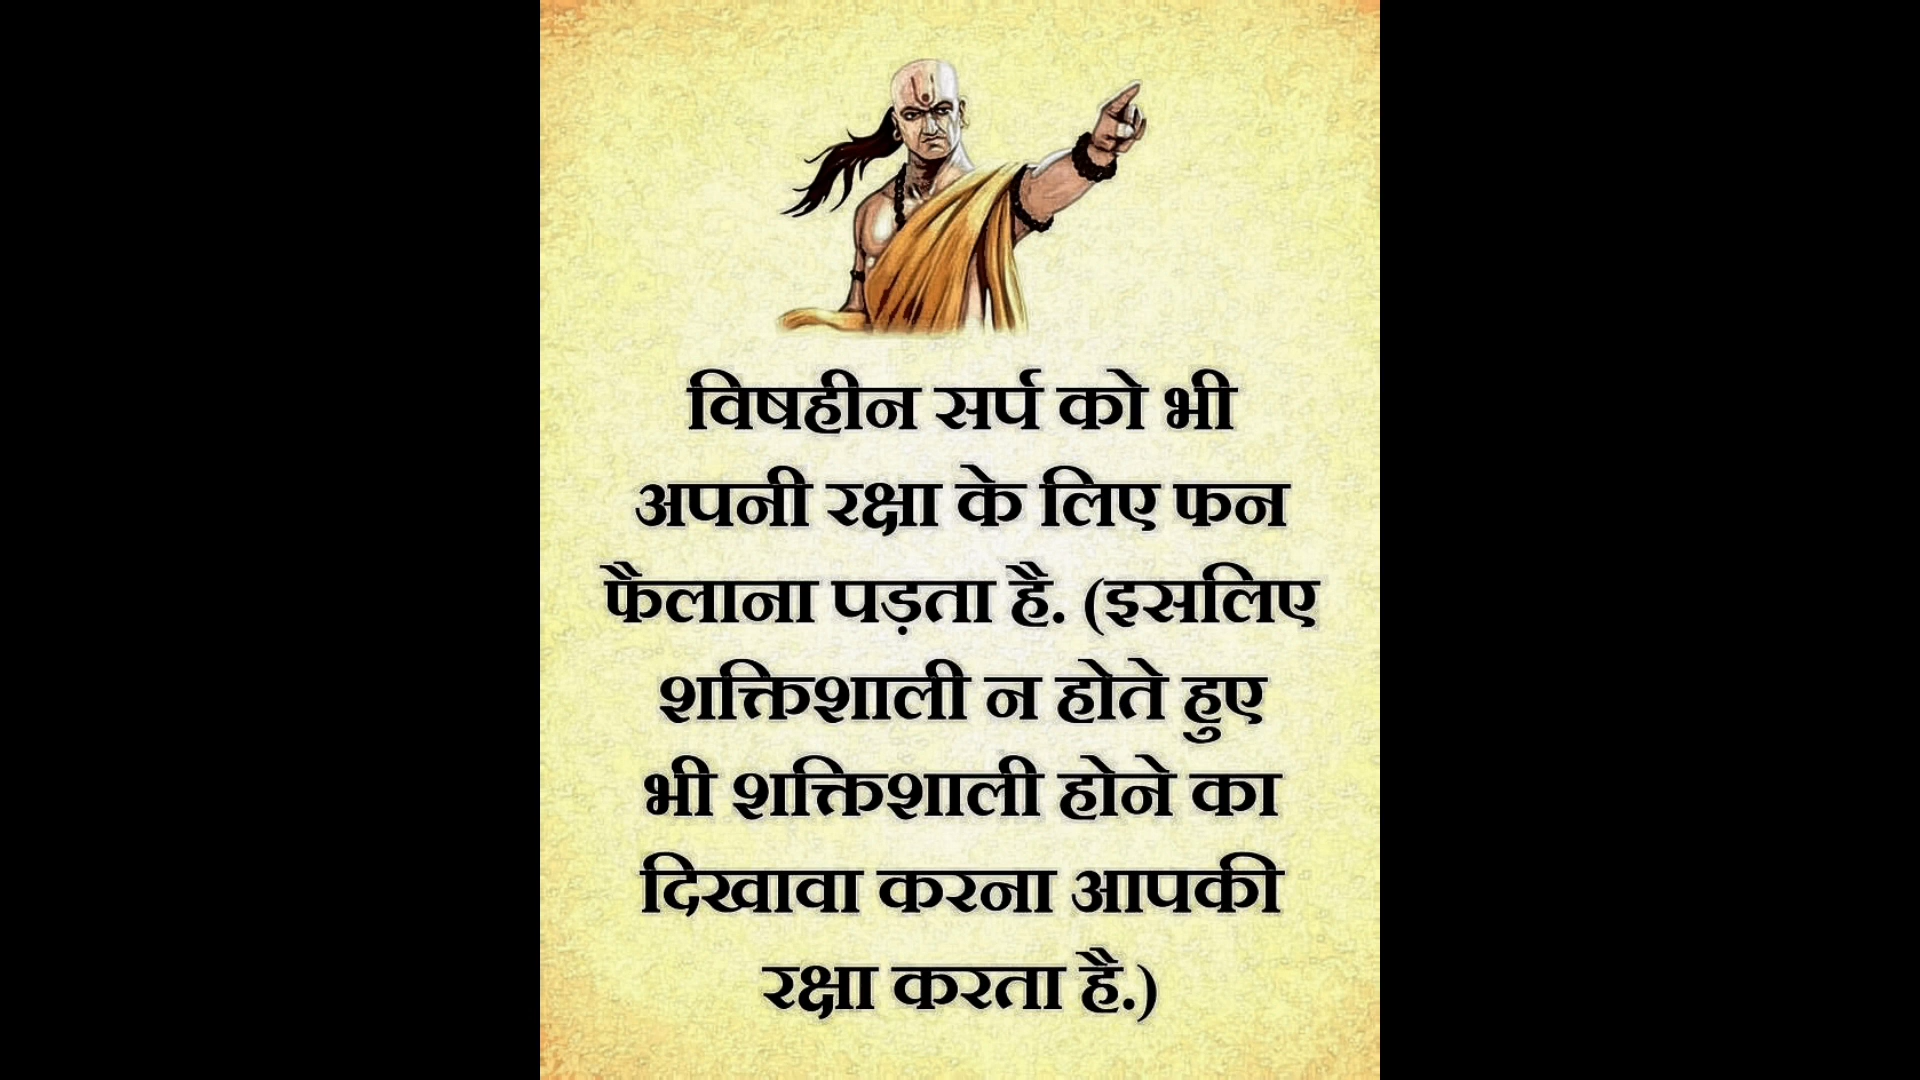 विषहीन सर्प को भी
अपनी रक्षा के लिए फन
फैलाना पड़ता है. (इसलिए
शक्तिशाली न होते हुए
भी शक्तिशाली होने का
दिखावा करना आपकी
रक्षा करता है.)